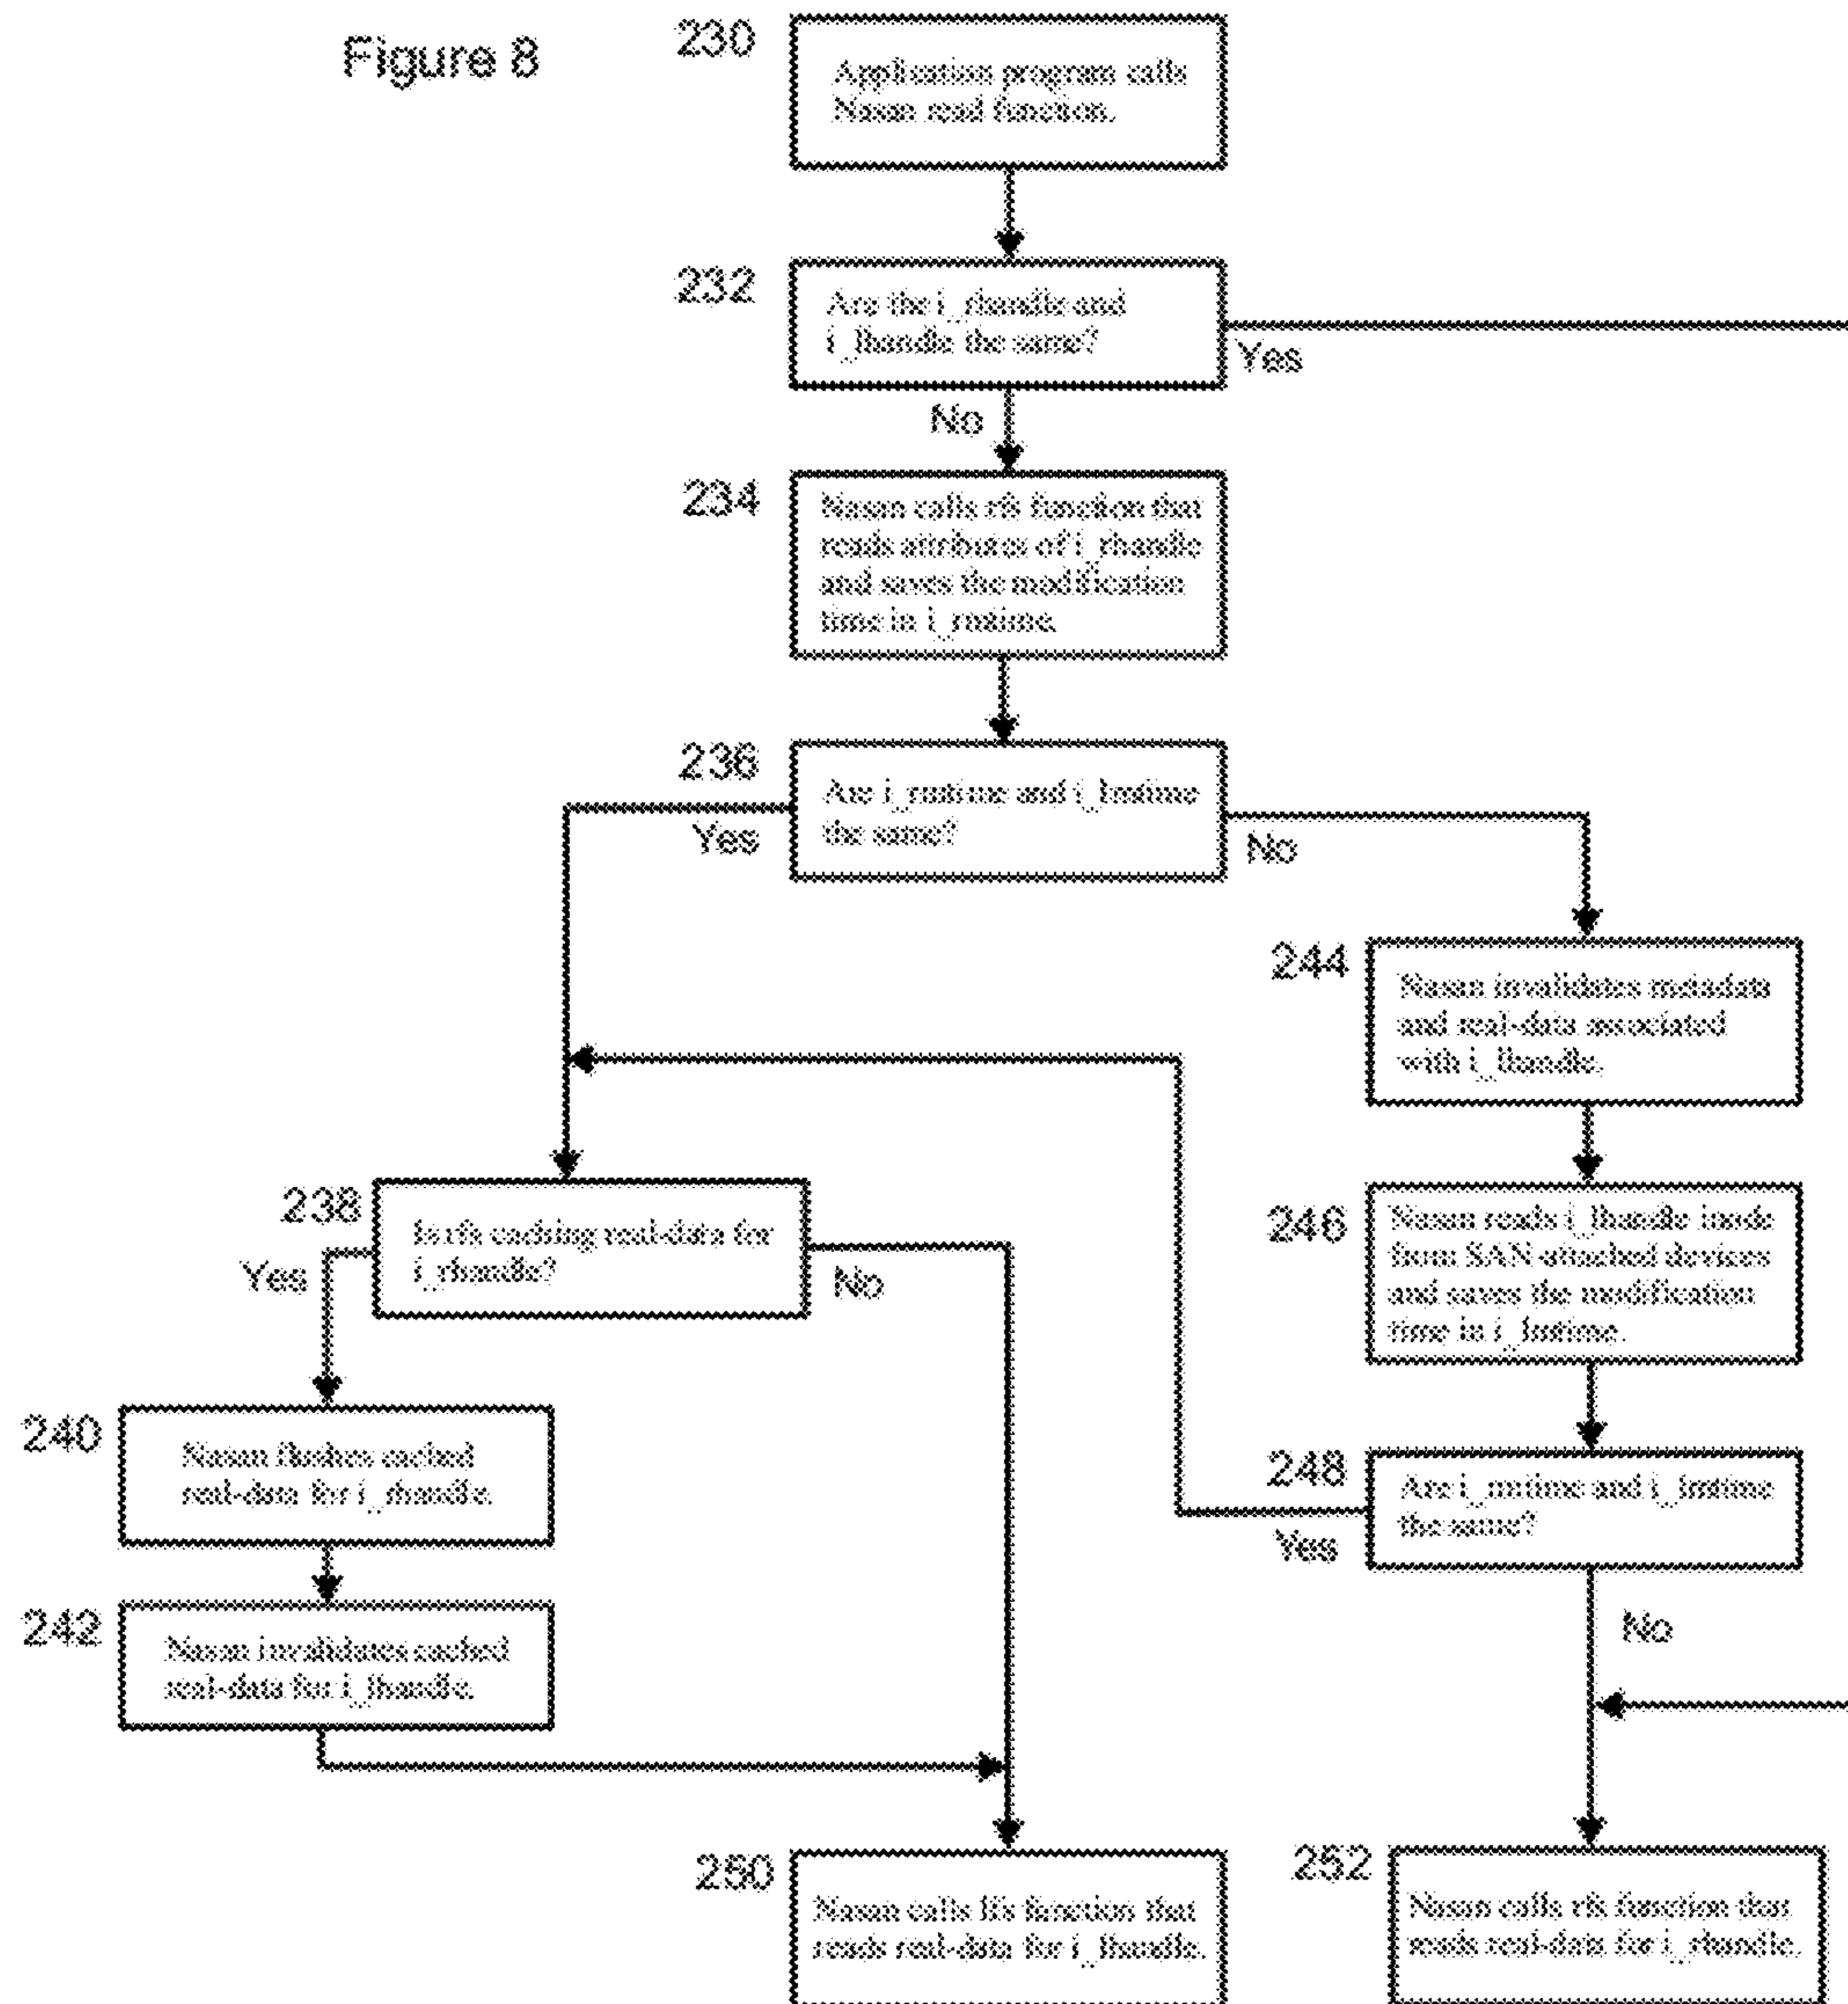 Figure 8
230
Application program calls
Nasan read function.
232
Are the i_rhandle and
i_lhandle the same?
Yes
No
234
Nasan calls rfs function that
reads attributes of i_rhandle
and saves the modification
time in i_rmtime.
236
Are i_rmtime and i_lmtime
the same?
Yes
No
244
Nasan invalidates metadata
and real-data associated
with i_lhandle.
238
Is rfs caching real-data for
i_rhandle?
Yes
No
246
Nasan reads i_lhandle inode
from SAN-attached devices
and saves the modification
time in i_lmtime.
240
Nasan flushes cached
real-data for i_rhandle.
248
Are i_rmtime and i_lmtime
the same?
Yes
No
242
Nasan invalidates cached
real-data for i_lhandle.
250
Nasan calls lfs function that
reads real-data for i_lhandle.
252
Nasan calls rfs function that
reads real-data for i_rhandle.